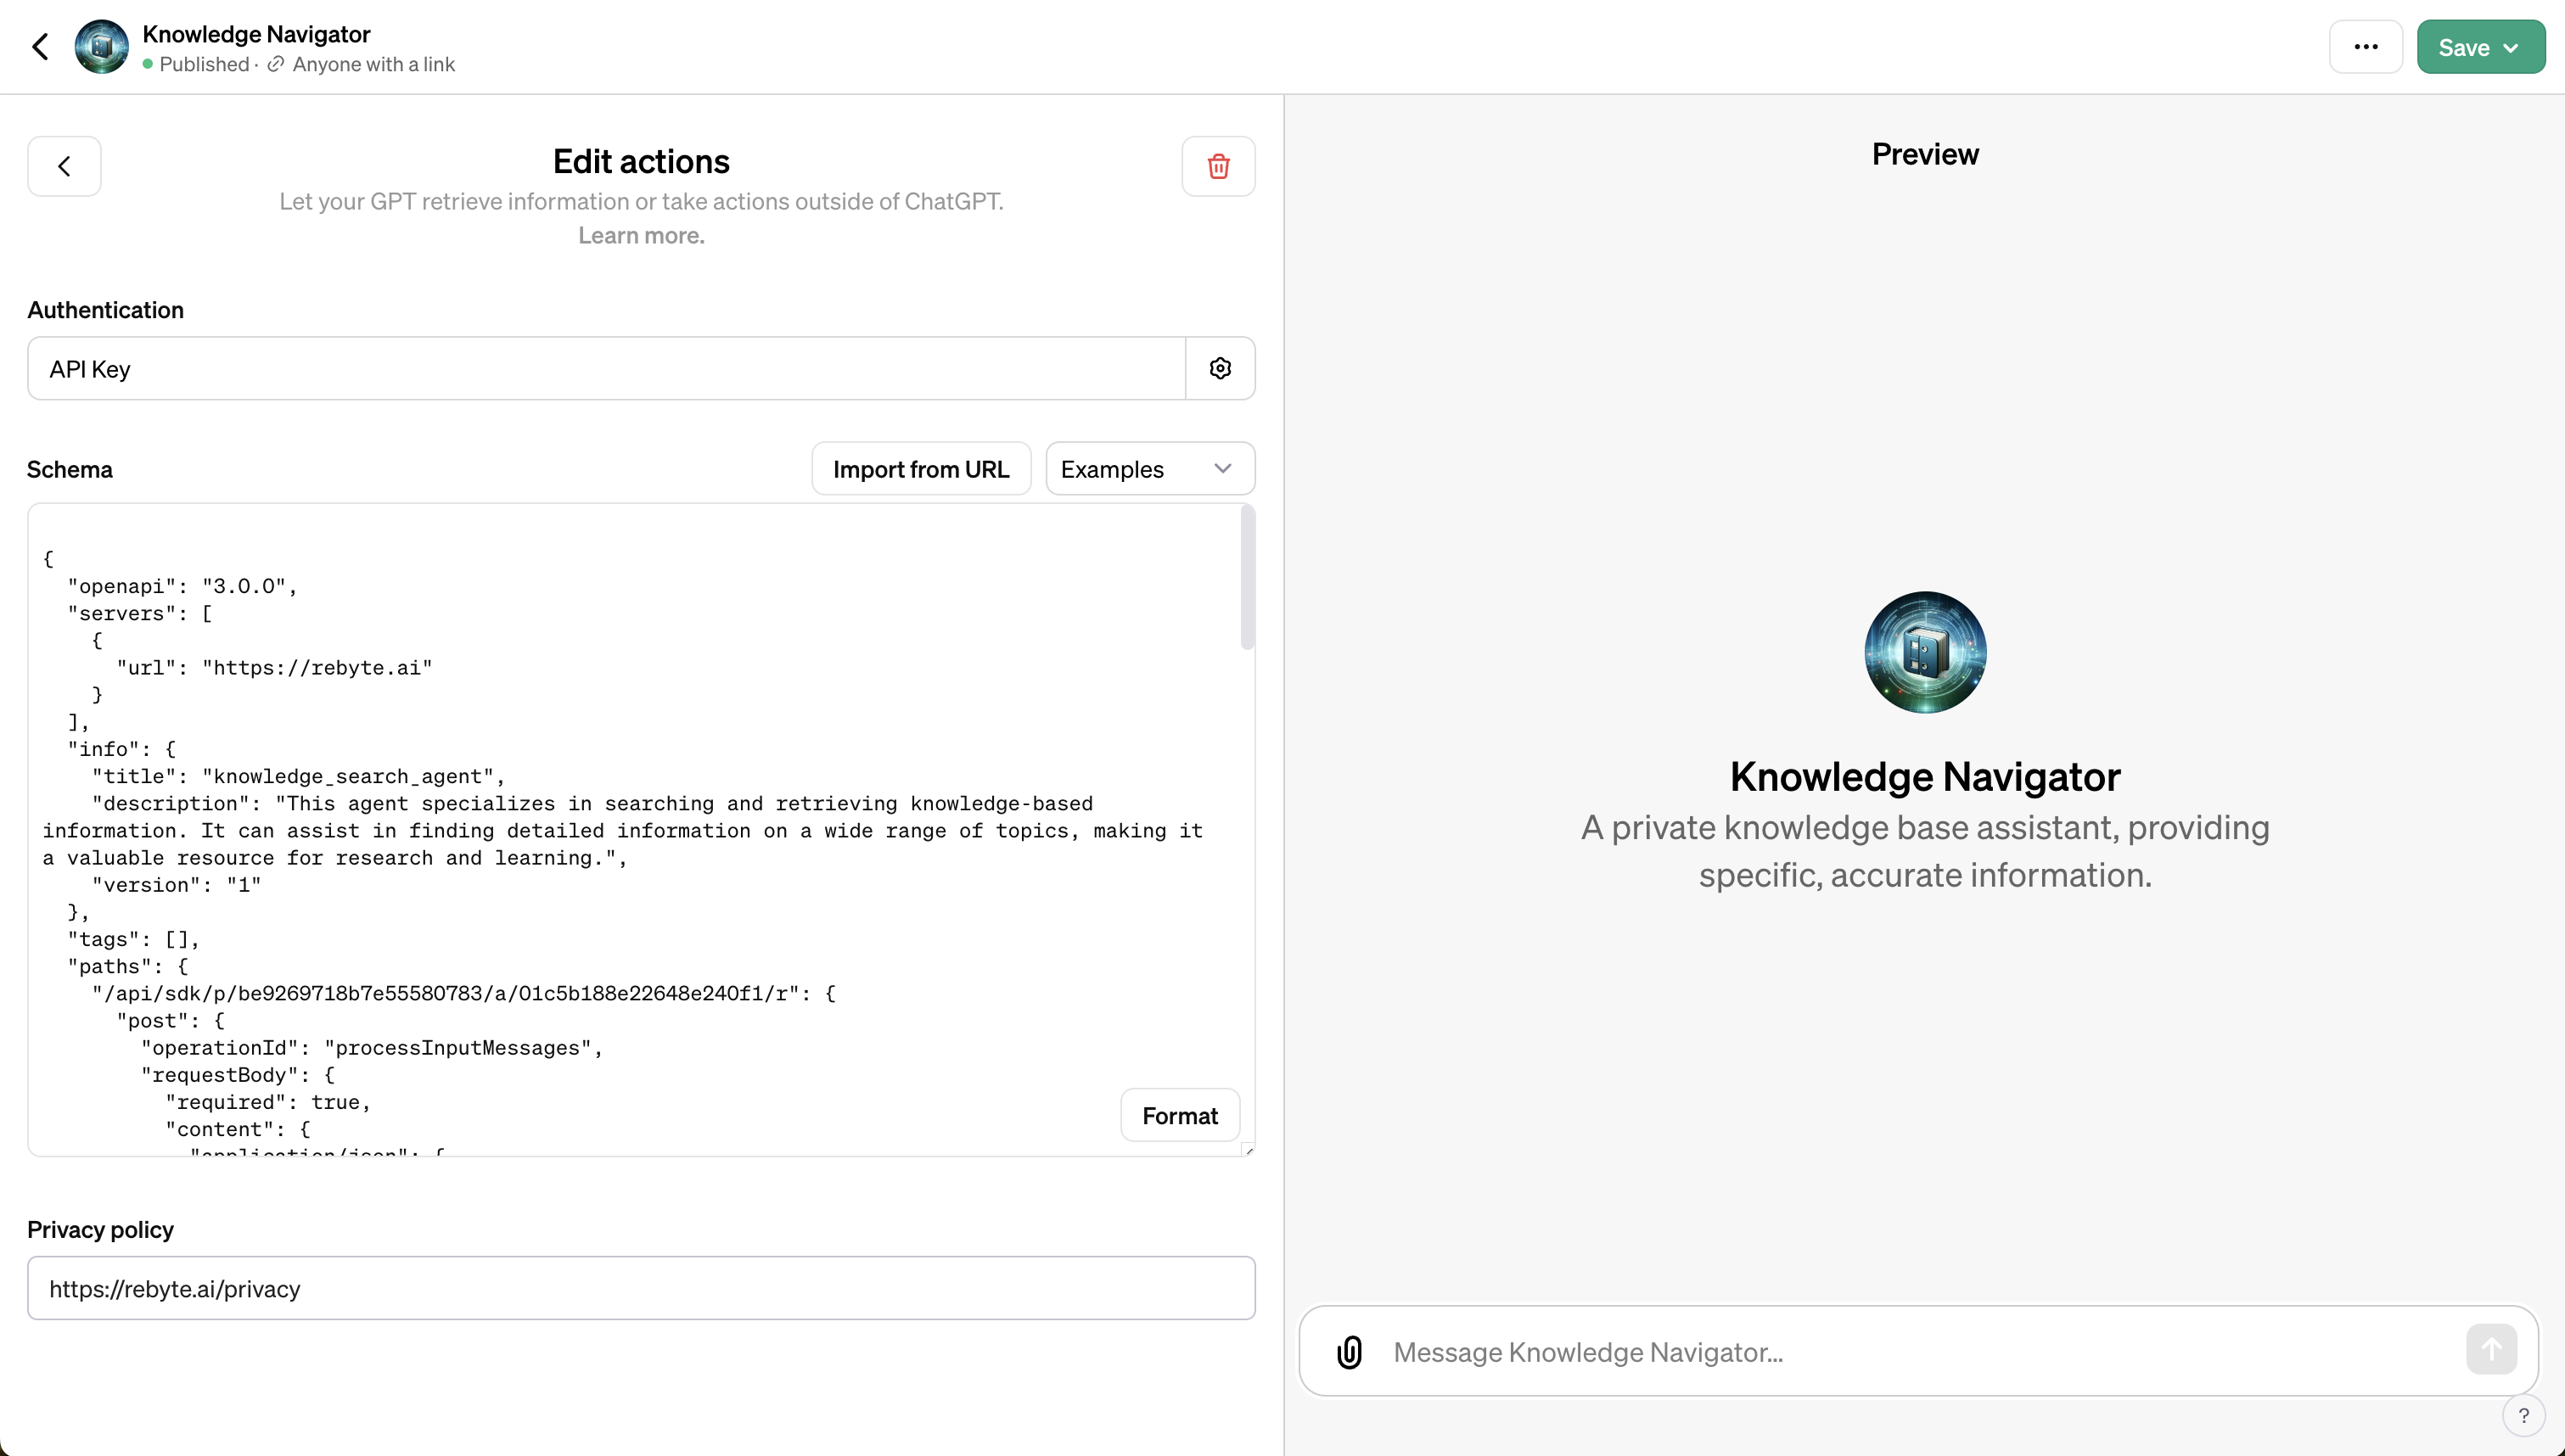 Knowledge Navigator
Published · Anyone with a link
Save
Edit actions
Let your GPT retrieve information or take actions outside of ChatGPT.
Learn more.
Authentication
API Key
Schema
Import from URL
Examples
{
  "openapi": "3.0.0",
  "servers": [
    {
      "url": "https://rebyte.ai"
    }
  ],
  "info": {
    "title": "knowledge_search_agent",
    "description": "This agent specializes in searching and retrieving knowledge-based
information. It can assist in finding detailed information on a wide range of topics, making it
a valuable resource for research and learning.",
    "version": "1"
  },
  "tags": [],
  "paths": {
    "/api/sdk/p/be9269718b7e55580783/a/01c5b188e22648e240f1/r": {
      "post": {
        "operationId": "processInputMessages",
        "requestBody": {
          "required": true,
          "content": {
            "application/json": {
Format
Privacy policy
https://rebyte.ai/privacy
Preview
Knowledge Navigator
A private knowledge base assistant, providing
specific, accurate information.
Message Knowledge Navigator…
?